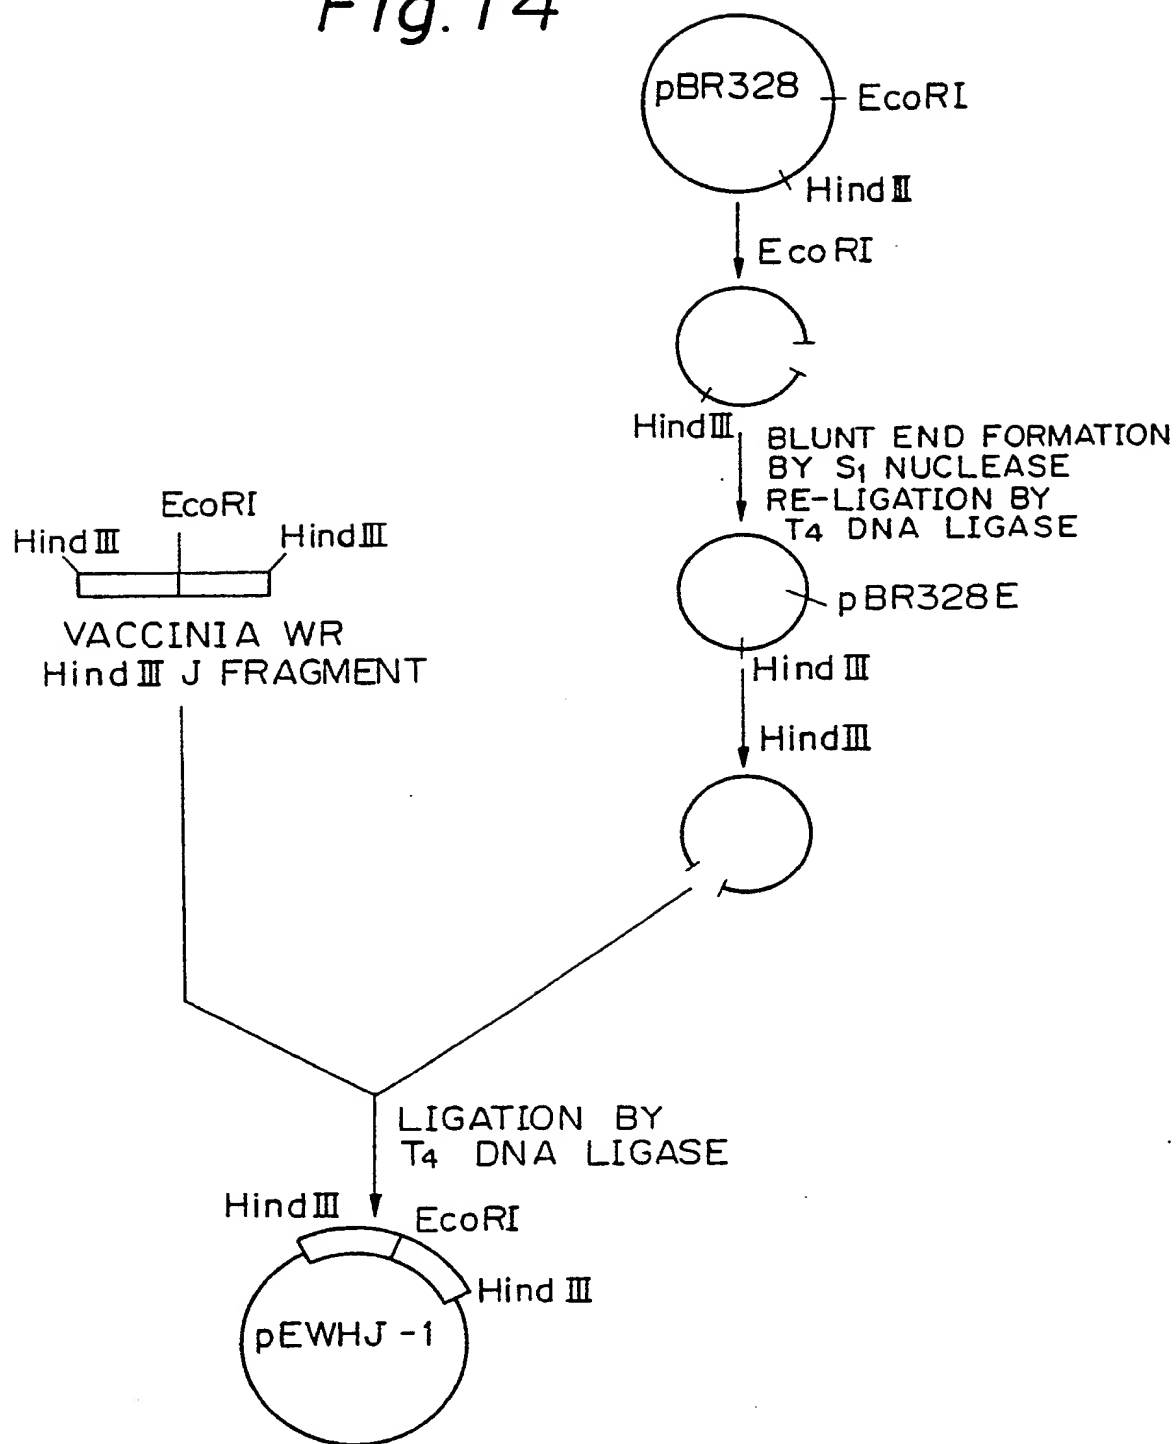 Fig. 14
pBR328
EcoRI
Hind III
EcoRI
Hind III
BLUNT END FORMATION
BY S1 NUCLEASE
RE-LIGATION BY
T4 DNA LIGASE
EcoRI
Hind III
Hind III
VACCINIA WR
Hind III J FRAGMENT
pBR328E
Hind III
Hind III
LIGATION BY
T4 DNA LIGASE
Hind III
EcoRI
Hind III
pEWHJ-1